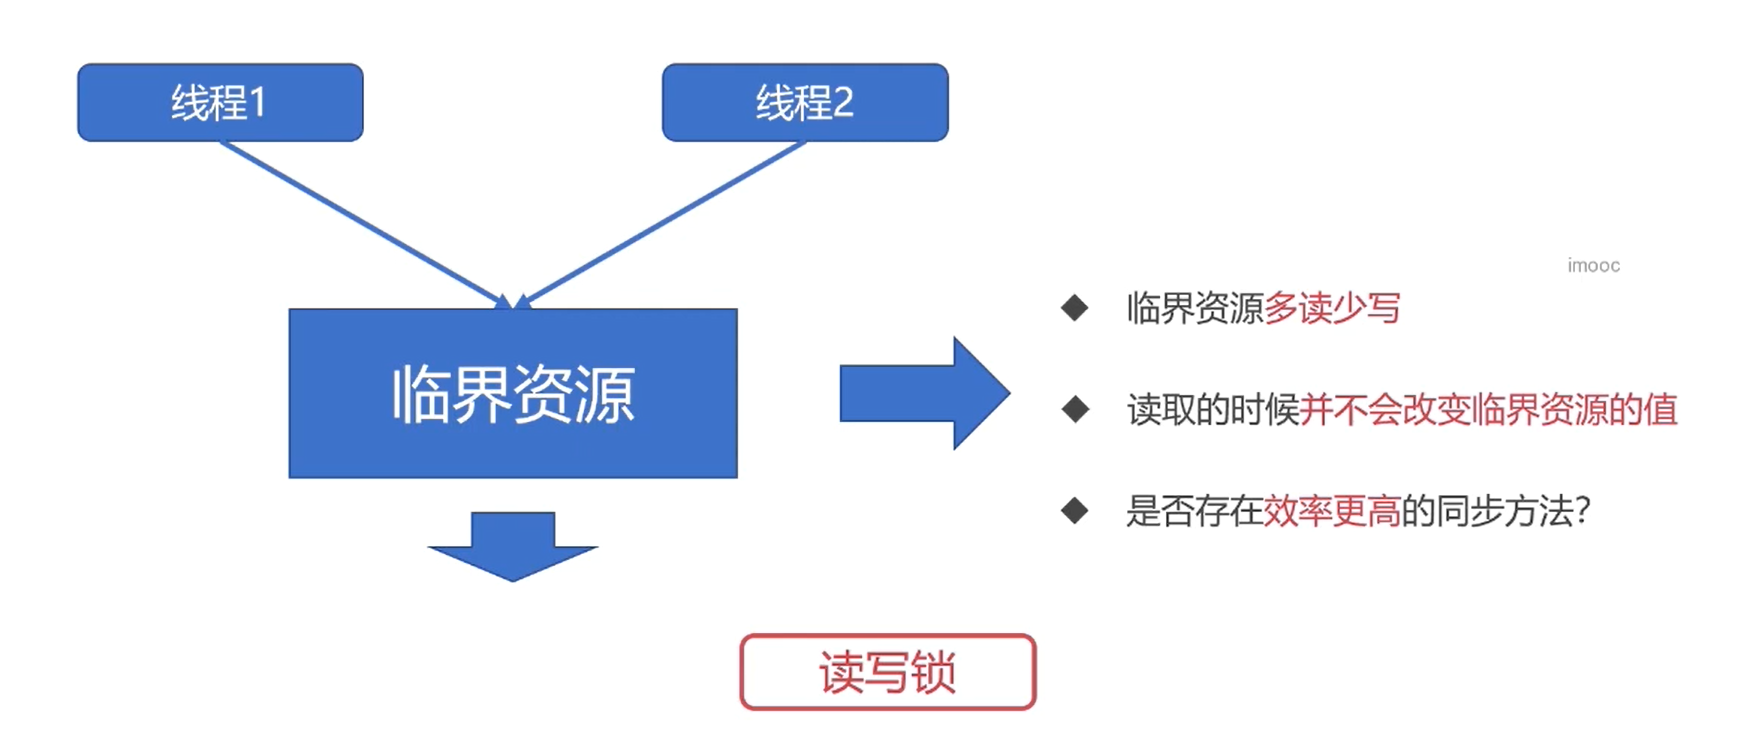 线程1
线程2
临界资源
imooc
临界资源多读少写
读取的时候并不会改变临界资源的值
是否存在效率更高的同步方法?
读写锁